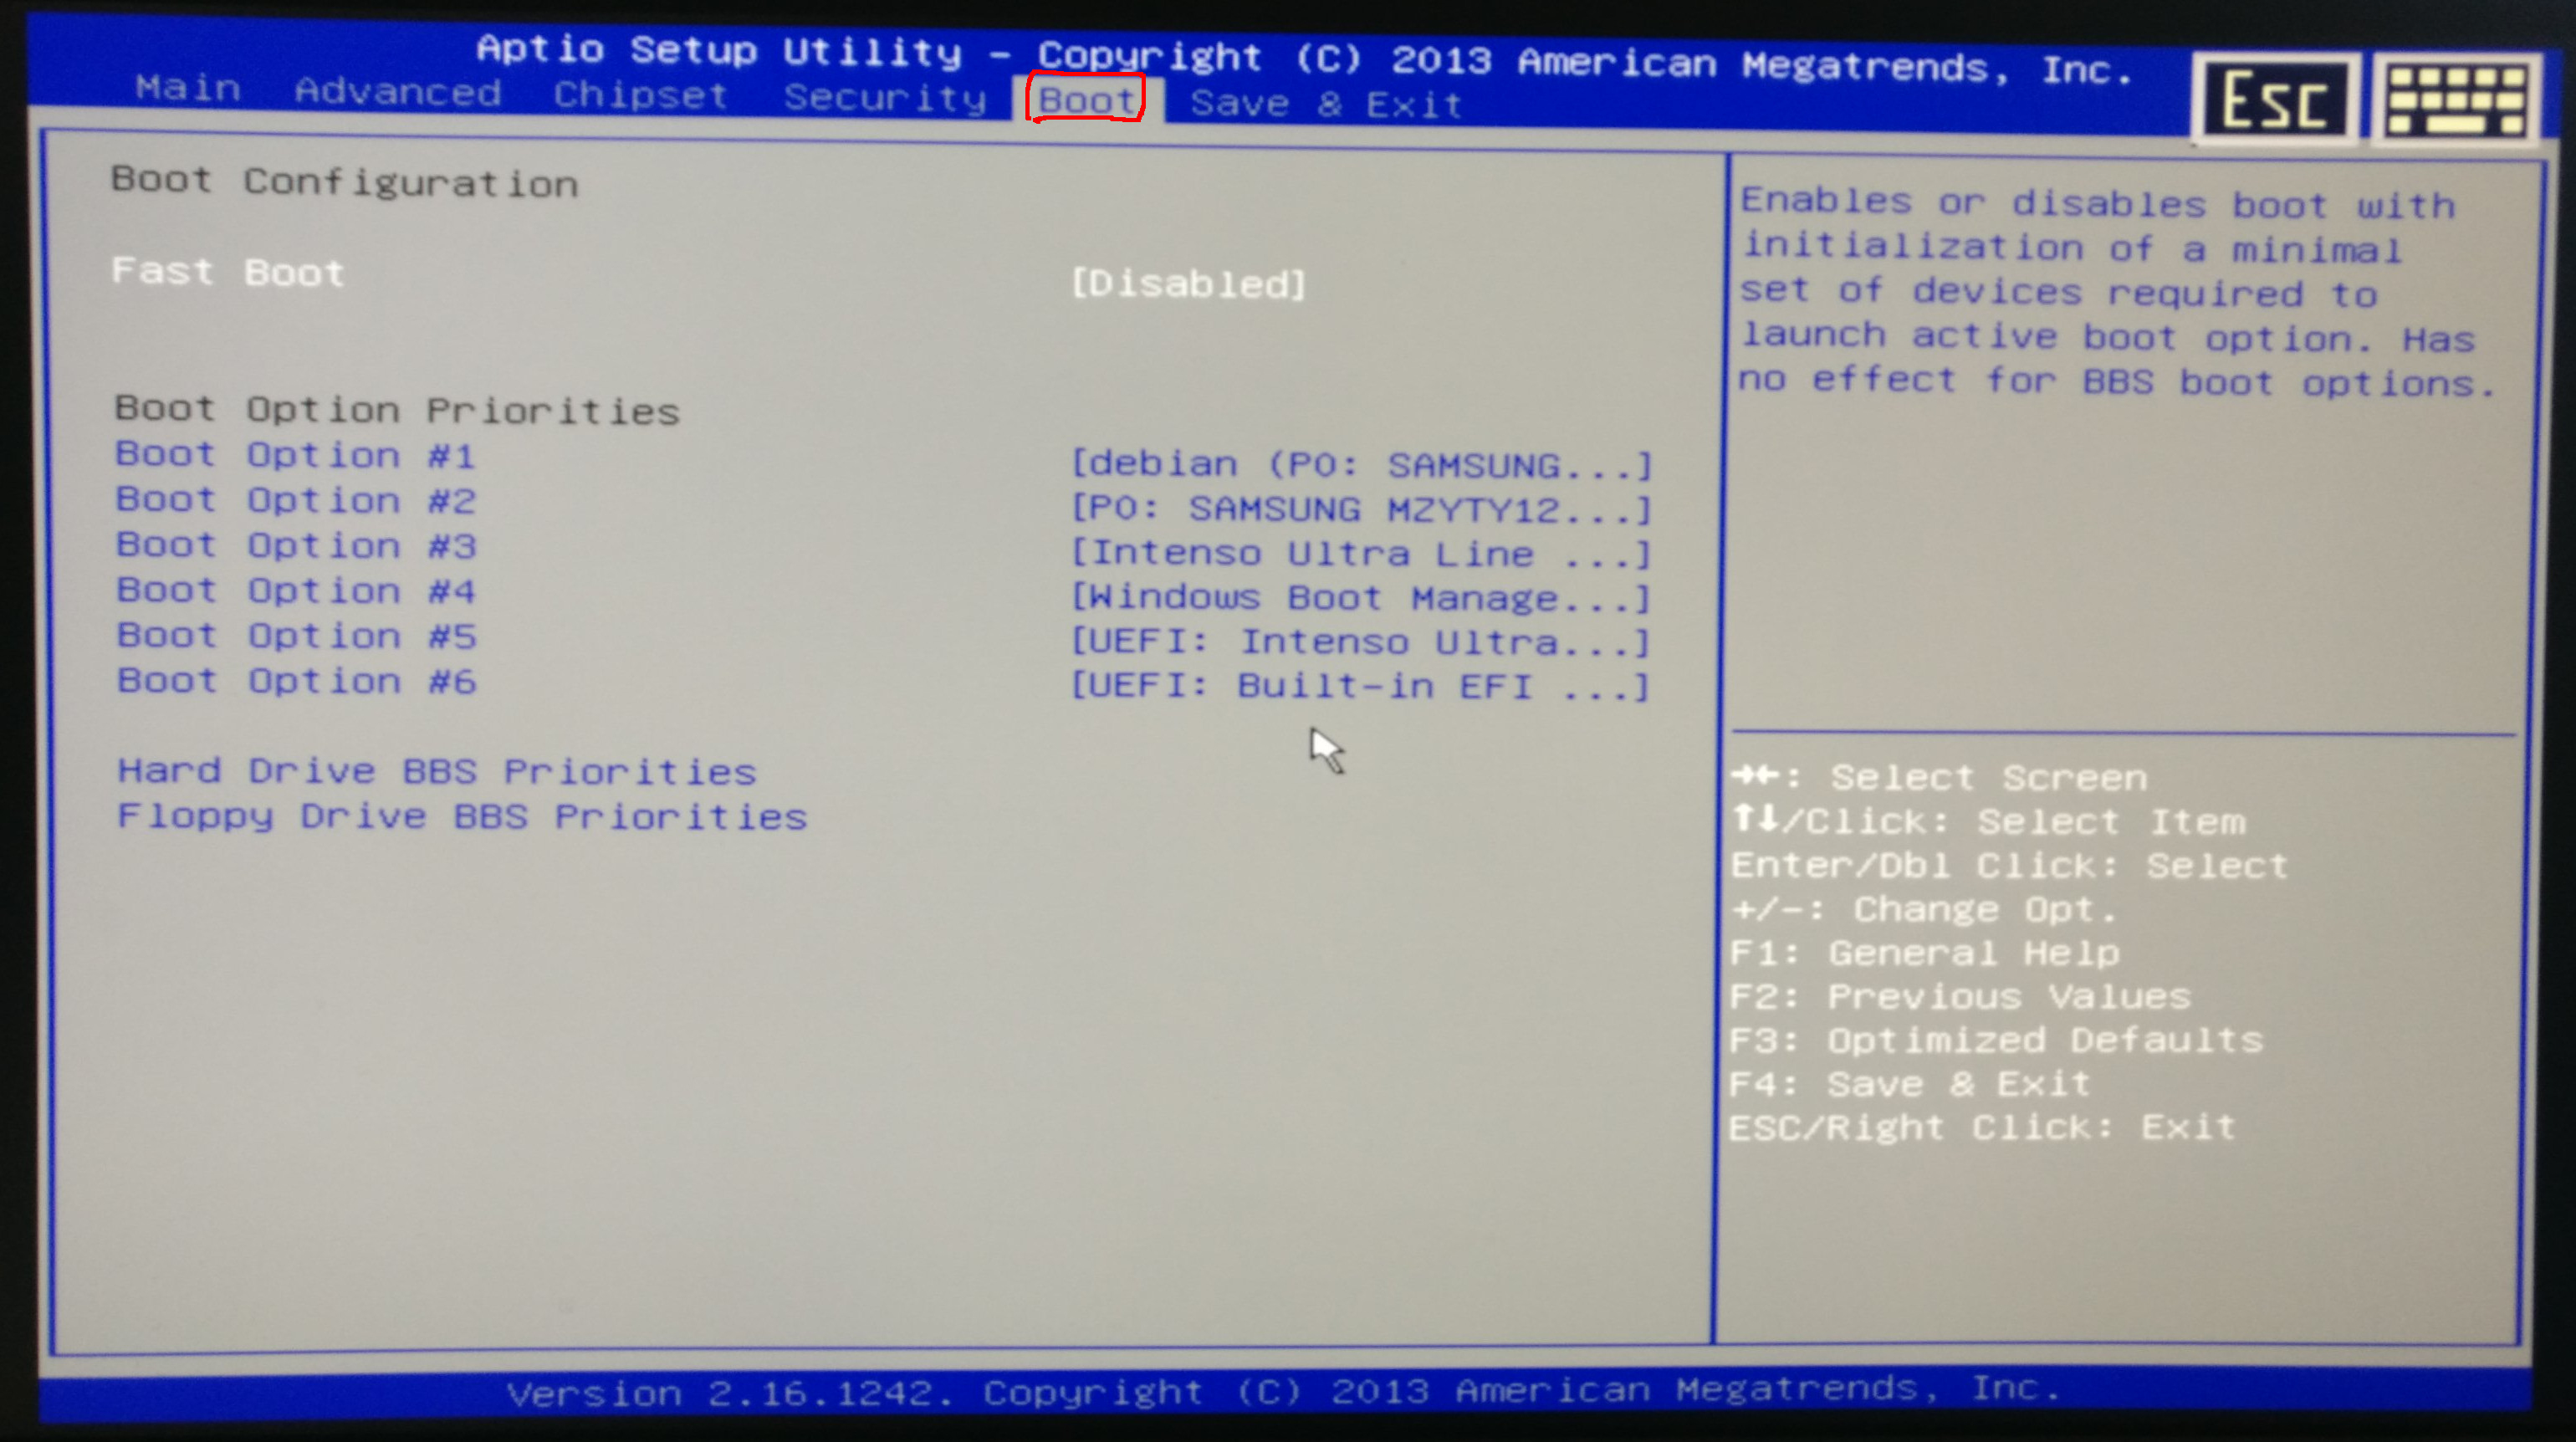 Aptio Setup Utility - Copyright (C) 2013 American Megatrends, Inc.
Main Advanced Chipset Security Boot Save & Exit
Esc
Boot Configuration
Fast Boot [Disabled]
Boot Option Priorities
Boot Option #1 [debian (P0: SAMSUNG...]
Boot Option #2 [P0: SAMSUNG MZYTY12...]
Boot Option #3 [Intenso Ultra Line ...]
Boot Option #4 [Windows Boot Manage...]
Boot Option #5 [UEFI: Intenso Ultra...]
Boot Option #6 [UEFI: Built-in EFI ...]
Hard Drive BBS Priorities
Floppy Drive BBS Priorities
Enables or disables boot with
initialization of a minimal
set of devices required to
launch active boot option. Has
no effect for BBS boot options.
→←: Select Screen
↑↓/Click: Select Item
Enter/Dbl Click: Select
+/-: Change Opt.
F1: General Help
F2: Previous Values
F3: Optimized Defaults
F4: Save & Exit
ESC/Right Click: Exit
Version 2.16.1242. Copyright (C) 2013 American Megatrends, Inc.